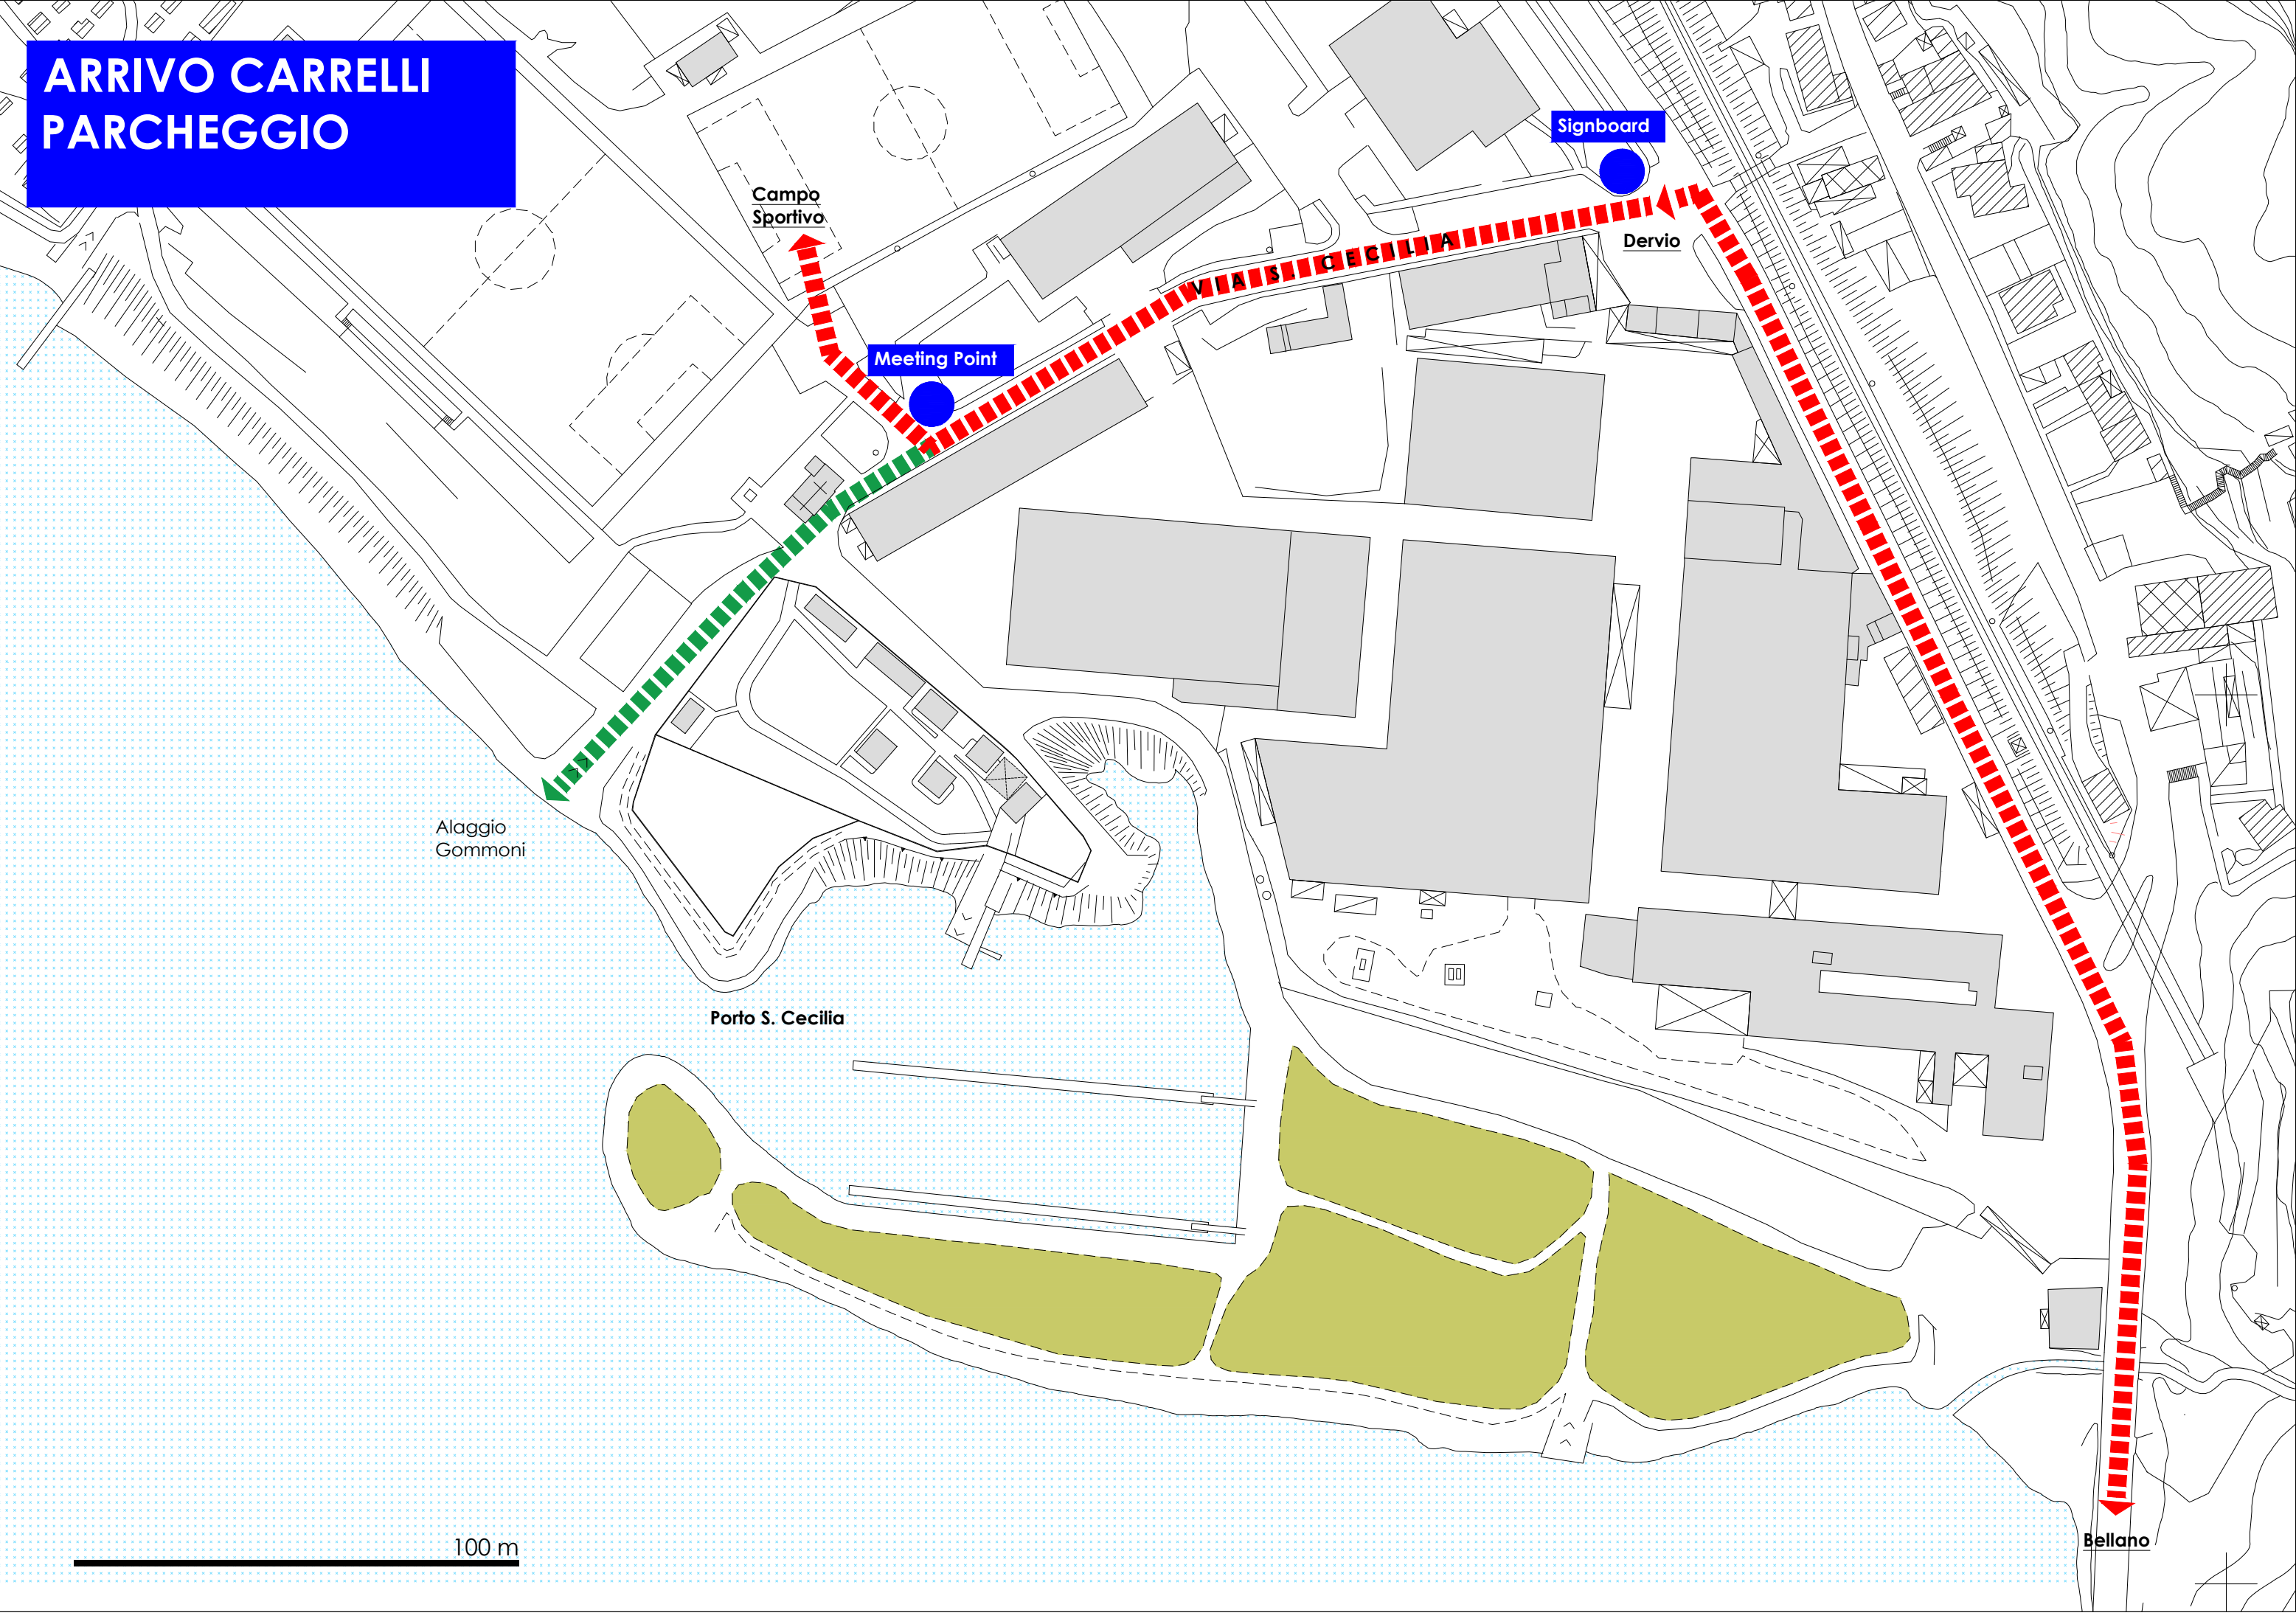 ARRIVO CARRELLI
PARCHEGGIO
Signboard
Campo
Sportivo
Dervio
VIA S. CECILIA
Meeting Point
Alaggio
Gommoni
Porto S. Cecilia
100 m
Bellano